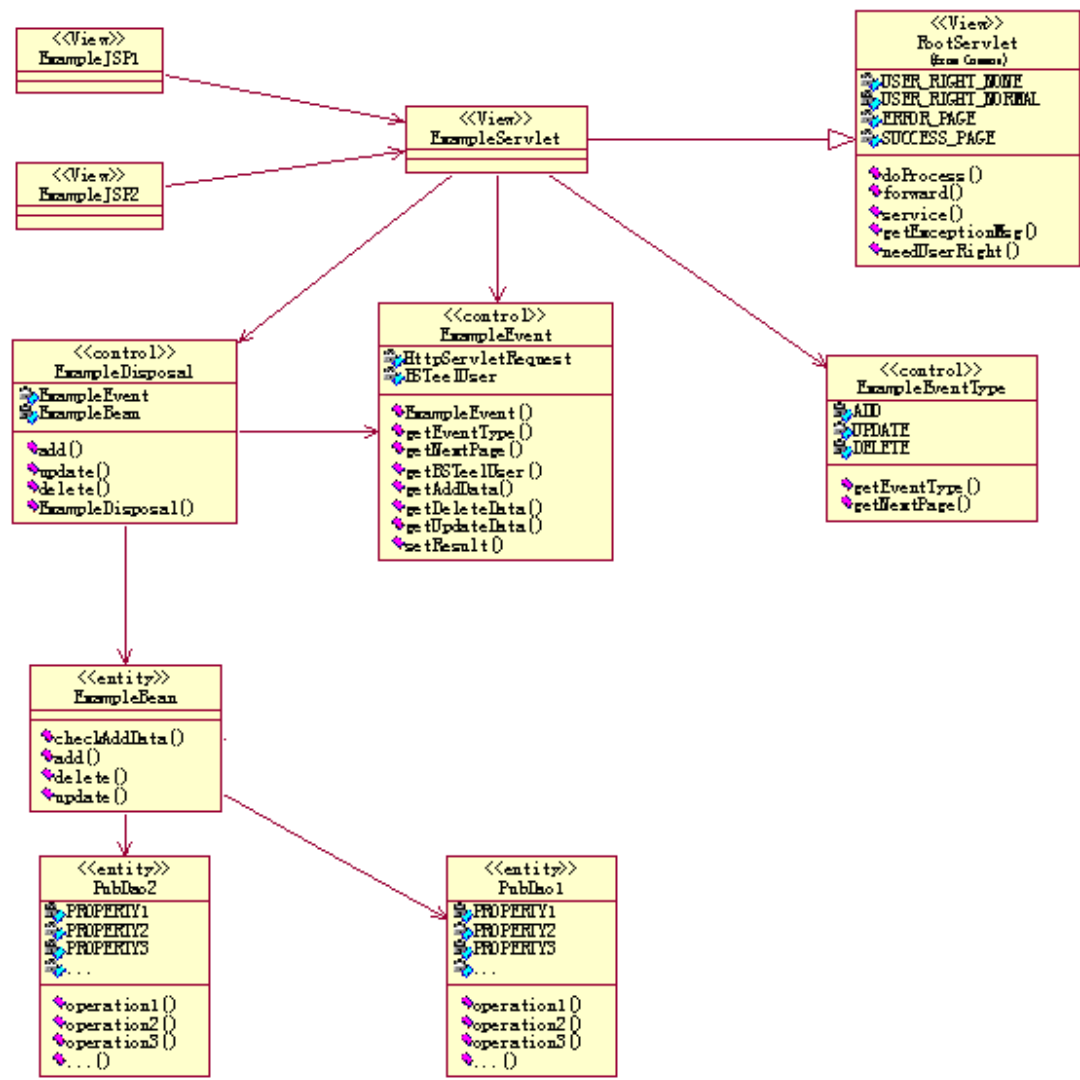 <<View>>
ExampleJSP1
<<View>>
RootServlet
(from Common)
USER_RIGHT_NONE
USER_RIGHT_NORMAL
ERROR_PAGE
SUCCESS_PAGE
doProcess()
forward()
service()
getExceptionMsg()
needUserRight()
<<View>>
ExampleServlet
<<View>>
ExampleJSP2
<<control>>
ExampleDisposal
ExampleEvent
ExampleBean
add()
update()
delete()
ExampleDisposal()
<<control>>
ExampleEvent
HttpServletRequest
BSTeelUser
ExampleEvent()
getEventType()
getNextPage()
getBSTeelUser()
getAddData()
getDeleteData()
getUpdateData()
setResult()
<<control>>
ExampleEventType
ADD
UPDATE
DELETE
getEventType()
getNextPage()
<<entity>>
ExampleBean
checkAddData()
add()
delete()
update()
<<entity>>
PubDao2
PROPERTY1
PROPERTY2
PROPERTY3
...
operation1()
operation2()
operation3()
...()
<<entity>>
PubDao1
PROPERTY1
PROPERTY2
PROPERTY3
...
operation1()
operation2()
operation3()
...()